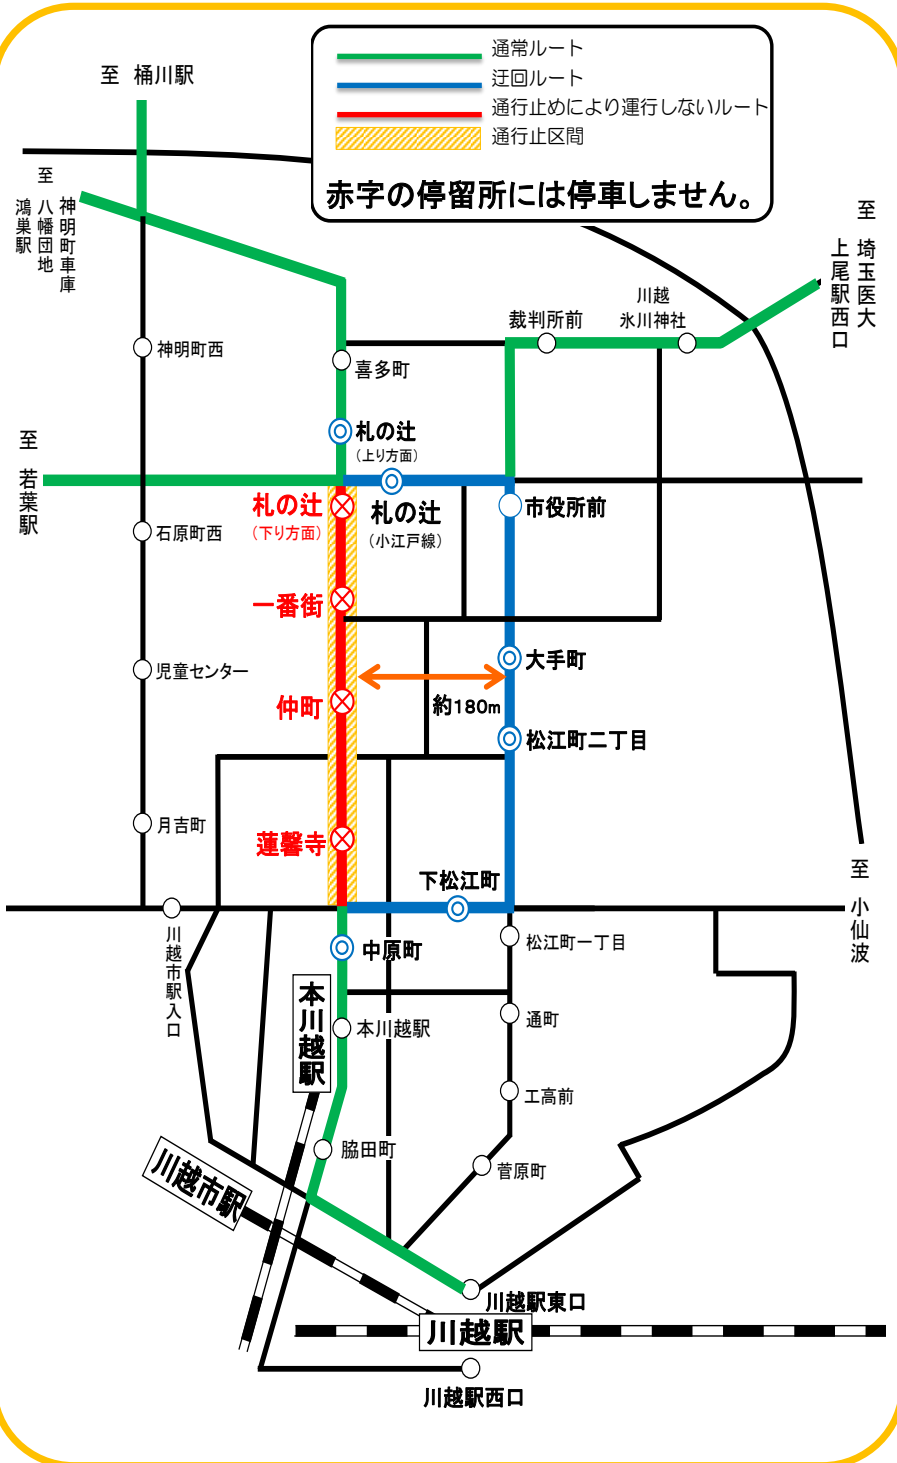 通常ルート
迂回ルート
通行止めにより運行しないルート
通行止区間
赤字の停留所には停車しません。
至 桶川駅
至 神明町車庫
八幡団地
鴻巣駅
至 埼玉医大
上尾駅西口
川越
氷川神社
裁判所前
神明町西
喜多町
札の辻
(上り方面)
至 若葉駅
札の辻
(下り方面)
札の辻
(小江戸線)
市役所前
石原町西
一番街
大手町
児童センター
仲町
約180m
松江町二丁目
月吉町
蓮馨寺
下松江町
至 小仙波
川越市駅入口
中原町
松江町一丁目
本川越駅
本川越駅
通町
工高前
脇田町
菅原町
川越市駅
川越駅東口
川越駅
川越駅西口